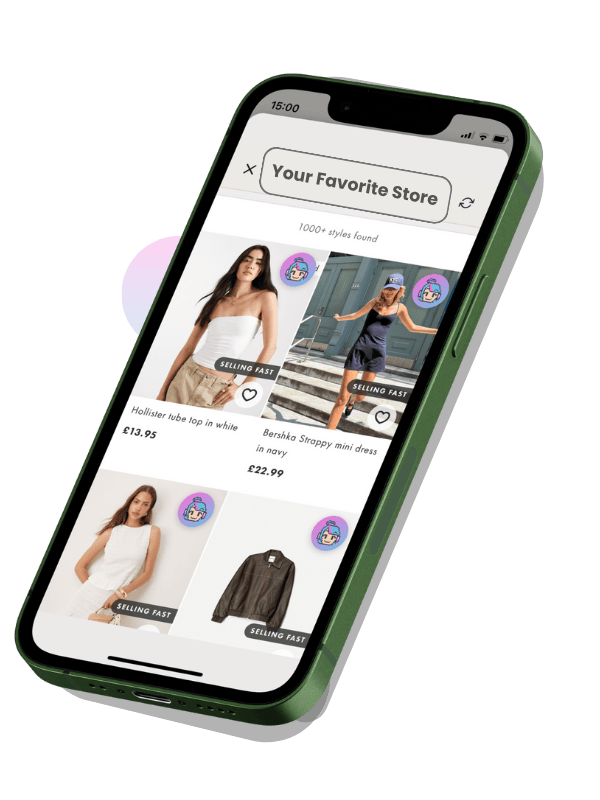 15:00
Your Favorite Store
1000+ styles found
SELLING FAST
SELLING FAST
Hollister tube top in white
£13.95
Bershka Strappy mini dress
in navy
£22.99
SELLING FAST
SELLING FAST